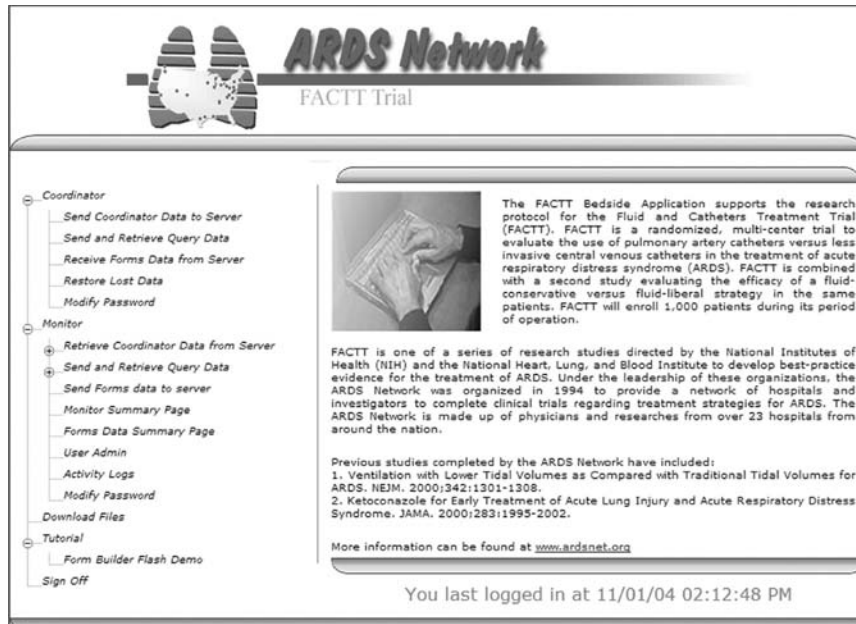 ARDS Network
FACTT Trial
Coordinator
Send Coordinator Data to Server
Send and Retrieve Query Data
Receive Forms Data from Server
Restore Lost Data
Modify Password
Monitor
Retrieve Coordinator Data from Server
Send and Retrieve Query Data
Send Forms data to server
Monitor Summary Page
Forms Data Summary Page
User Admin
Activity Logs
Modify Password
Download Files
Tutorial
Form Builder Flash Demo
Sign Off
The FACTT Bedside Application supports the research
protocol for the Fluid and Catheters Treatment Trial
(FACTT). FACTT is a randomized, multi-center trial to
evaluate the use of pulmonary artery catheters versus less
invasive central venous catheters in the treatment of acute
respiratory distress syndrome (ARDS). FACTT is combined
with a second study evaluating the efficacy of a fluid-
conservative versus fluid-liberal strategy in the same
patients. FACTT will enroll 1,000 patients during its period
of operation.
FACTT is one of a series of research studies directed by the National Institutes of
Health (NIH) and the National Heart, Lung, and Blood Institute to develop best-practice
evidence for the treatment of ARDS. Under the leadership of these organizations, the
ARDS Network was organized in 1994 to provide a network of hospitals and
investigators to complete clinical trials regarding treatment strategies for ARDS. The
ARDS Network is made up of physicians and researches from over 23 hospitals from
around the nation.
Previous studies completed by the ARDS Network have included:
1. Ventilation with Lower Tidal Volumes as Compared with Traditional Tidal Volumes for
ARDS. NEJM. 2000;342:1301-1308.
2. Ketoconazole for Early Treatment of Acute Lung Injury and Acute Respiratory Distress
Syndrome. JAMA. 2000;283:1995-2002.
More information can be found at www.ardsnet.org
You last logged in at 11/01/04 02:12:48 PM